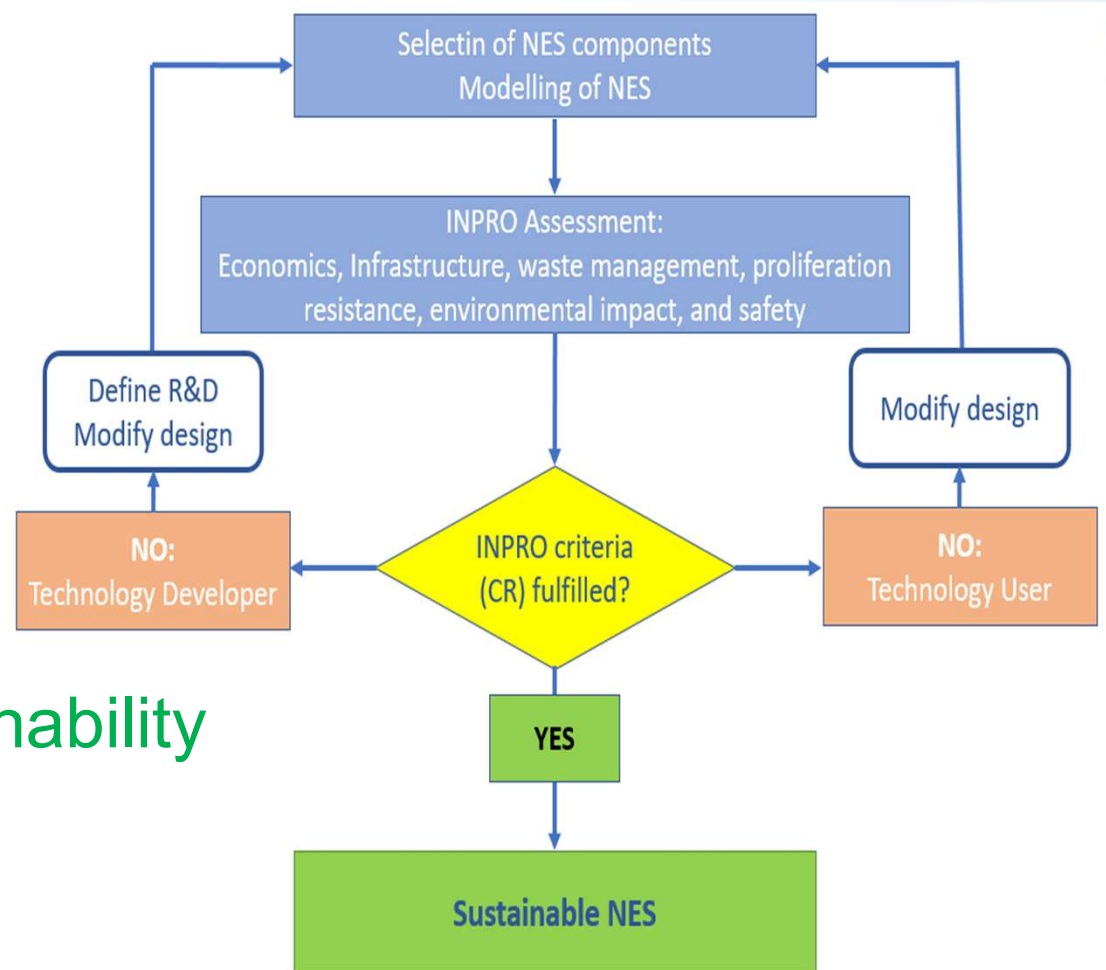 Selectin of NES components
Modelling of NES
INPRO Assessment:
Economics, Infrastructure, waste management, proliferation
resistance, environmental impact, and safety
Define R&D
Modify design
Modify design
NO:
Technology Developer
INPRO criteria
(CR) fulfilled?
NO:
Technology User
nability
YES
Sustainable NES